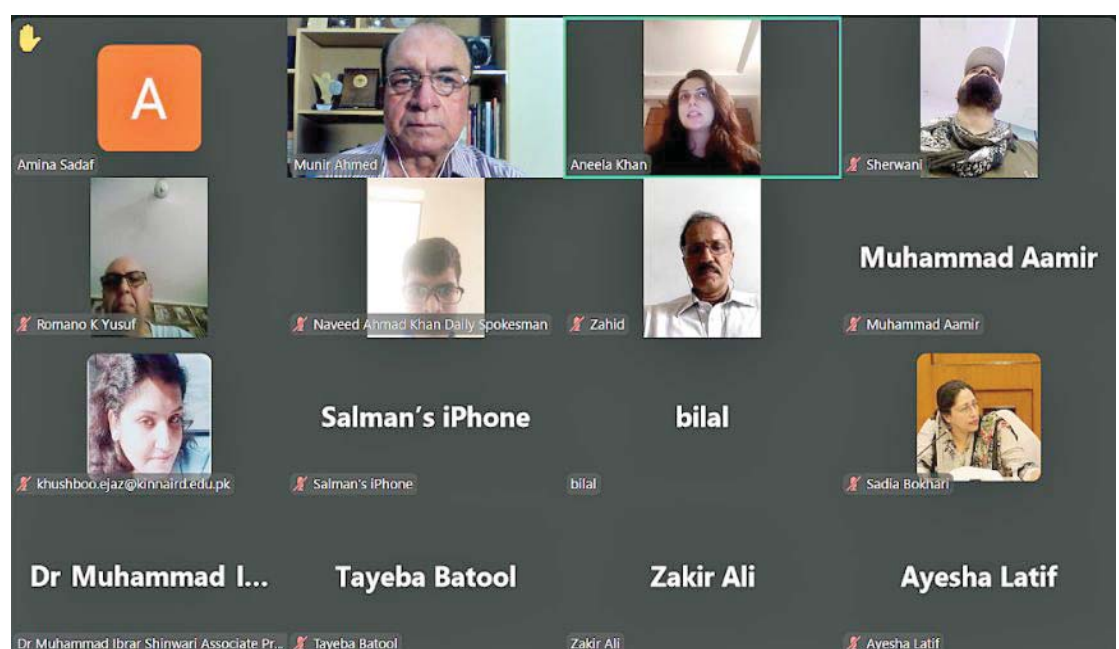 A
Amina Sadaf
Munir Ahmed
Aneela Khan
Sherwani
Romano K Yusuf
Naveed Ahmad Khan Daily Spokesman
Zahid
Muhammad Aamir
Muhammad Aamir
khushboo.ejaz@kinnaird.edu.pk
Salman's iPhone
Salman's iPhone
bilal
bilal
Sadia Bokhari
Dr Muhammad I...
Dr Muhammad Ibrar Shinwari Associate Pr...
Tayeba Batool
Tayeba Batool
Zakir Ali
Zakir Ali
Ayesha Latif
Ayesha Latif